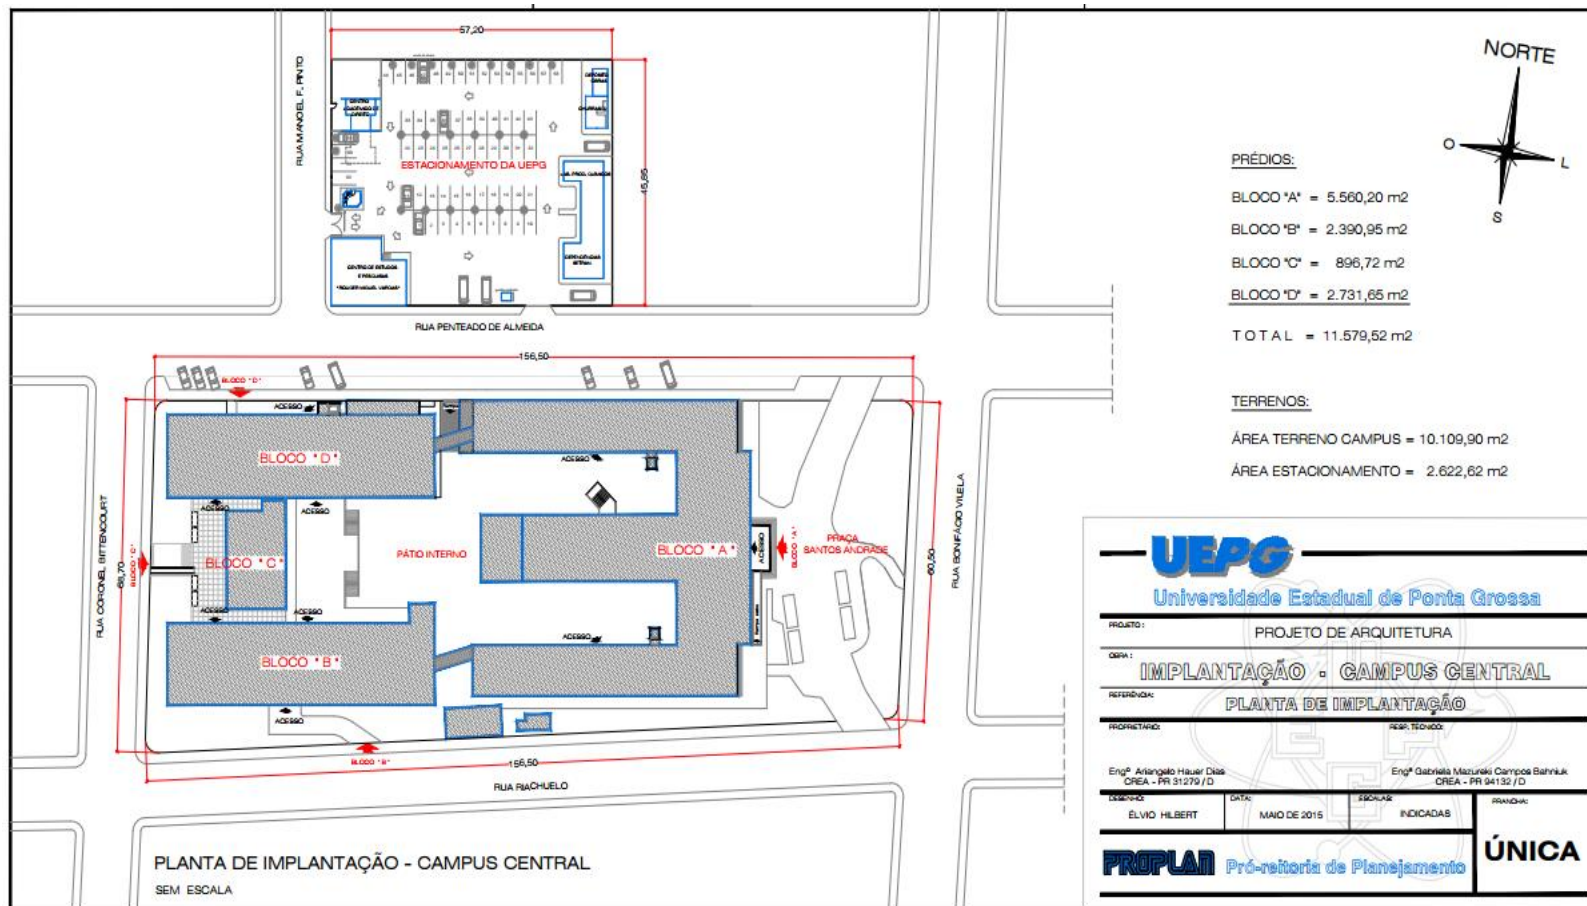 57,20
RUA MANOEL F. PINTO
ESTACIONAMENTO DA UEPG
45,85
CENTRO DE ESTUDOS
E PESQUISAS
RUA PENTEADO DE ALMEIDA
NORTE
O
L
S
PRÉDIOS:
BLOCO "A" = 5.560,20 m2
BLOCO "B" = 2.390,95 m2
BLOCO "C" = 896,72 m2
BLOCO "D" = 2.731,65 m2
T O T A L = 11.579,52 m2
TERRENOS:
ÁREA TERRENO CAMPUS = 10.109,90 m2
ÁREA ESTACIONAMENTO = 2.622,62 m2
156,50
BLOCO "D"
ACESSO
BLOCO "D"
ACESSO
ACESSO
ACESSO
RUA CORONEL BITTENCOURT
68,70
BLOCO "C"
BLOCO "C"
PÁTIO INTERNO
BLOCO "A"
ACESSO
BLOCO "A"
PRAÇA
SANTOS ANDRADE
60,50
RUA BONIFÁCIO VILELA
ACESSO
ACESSO
ACESSO
BLOCO "B"
ACESSO
BLOCO "B"
156,50
RUA RIACHUELO
PLANTA DE IMPLANTAÇÃO - CAMPUS CENTRAL
SEM ESCALA
UEPG
Universidade Estadual de Ponta Grossa
PROJETO:
PROJETO DE ARQUITETURA
OBRA:
IMPLANTAÇÃO - CAMPUS CENTRAL
REFERÊNCIA:
PLANTA DE IMPLANTAÇÃO
PROPRIETÁRIO:
RESP. TÉCNICO:
Engº Ariangelo Hauer Dias
CREA - PR 31279 / D
Engª Gabriela Mazureki Campos Bahniuk
CREA - PR 94132 / D
DESENHO:
ÉLVIO HILBERT
DATA:
MAIO DE 2015
ESCALAS:
INDICADAS
PRANCHA:
ÚNICA
PROPLAN
Pró-reitoria de Planejamento